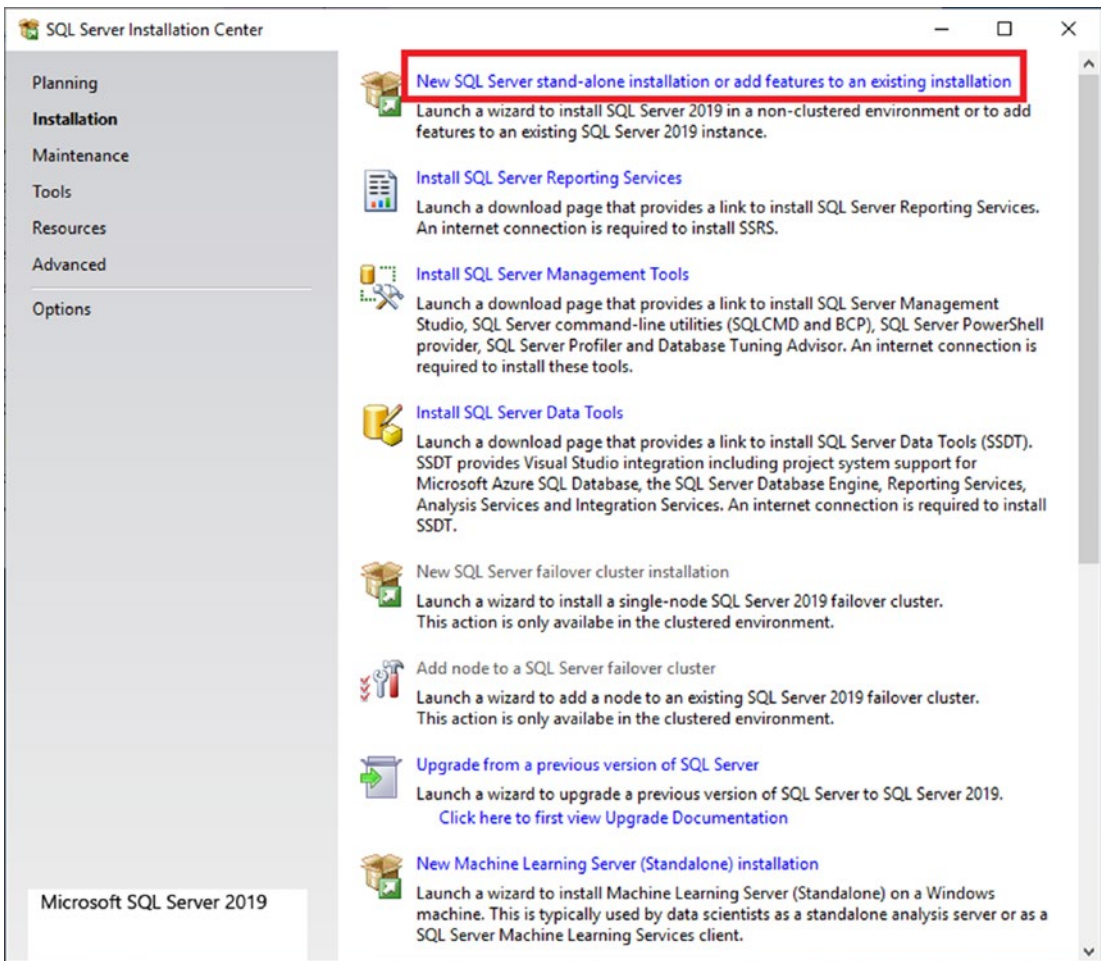 SQL Server Installation Center
Planning
Installation
Maintenance
Tools
Resources
Advanced
Options
Microsoft SQL Server 2019
New SQL Server stand-alone installation or add features to an existing installation
Launch a wizard to install SQL Server 2019 in a non-clustered environment or to add
features to an existing SQL Server 2019 instance.
Install SQL Server Reporting Services
Launch a download page that provides a link to install SQL Server Reporting Services.
An internet connection is required to install SSRS.
Install SQL Server Management Tools
Launch a download page that provides a link to install SQL Server Management
Studio, SQL Server command-line utilities (SQLCMD and BCP), SQL Server PowerShell
provider, SQL Server Profiler and Database Tuning Advisor. An internet connection is
required to install these tools.
Install SQL Server Data Tools
Launch a download page that provides a link to install SQL Server Data Tools (SSDT).
SSDT provides Visual Studio integration including project system support for
Microsoft Azure SQL Database, the SQL Server Database Engine, Reporting Services,
Analysis Services and Integration Services. An internet connection is required to install
SSDT.
New SQL Server failover cluster installation
Launch a wizard to install a single-node SQL Server 2019 failover cluster.
This action is only availabe in the clustered environment.
Add node to a SQL Server failover cluster
Launch a wizard to add a node to an existing SQL Server 2019 failover cluster.
This action is only availabe in the clustered environment.
Upgrade from a previous version of SQL Server
Launch a wizard to upgrade a previous version of SQL Server to SQL Server 2019.
Click here to first view Upgrade Documentation
New Machine Learning Server (Standalone) installation
Launch a wizard to install Machine Learning Server (Standalone) on a Windows
machine. This is typically used by data scientists as a standalone analysis server or as a
SQL Server Machine Learning Services client.